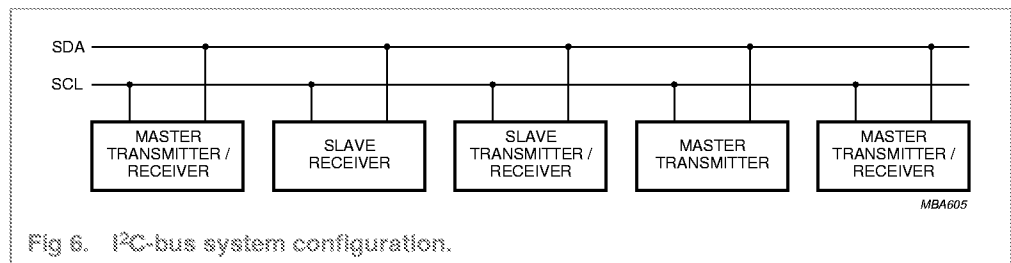 SDA
SCL
MASTER
TRANSMITTER /
RECEIVER
SLAVE
RECEIVER
SLAVE
TRANSMITTER /
RECEIVER
MASTER
TRANSMITTER
MASTER
TRANSMITTER /
RECEIVER
MBA605
Fig 6. I²C-bus system configuration.